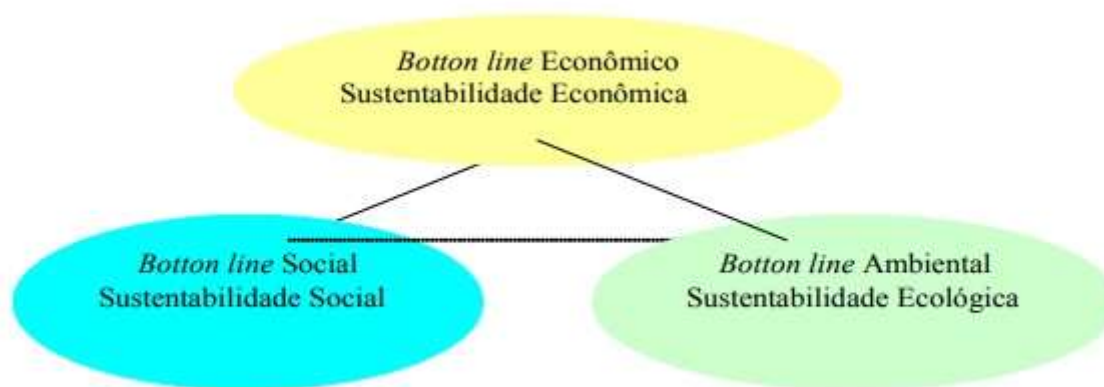 Botton line Econômico
Sustentabilidade Econômica
Botton line Social
Sustentabilidade Social
Botton line Ambiental
Sustentabilidade Ecológica